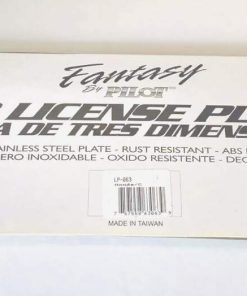 Fantasy
By PILOT
LICENSE PL
A DE TRES DIMENS
AINLESS STEEL PLATE - RUST RESISTANT - ABS
ERO INOXIDABLE - OXIDO RESISTENTE - DEC
LP-063
MADE IN TAIWAN